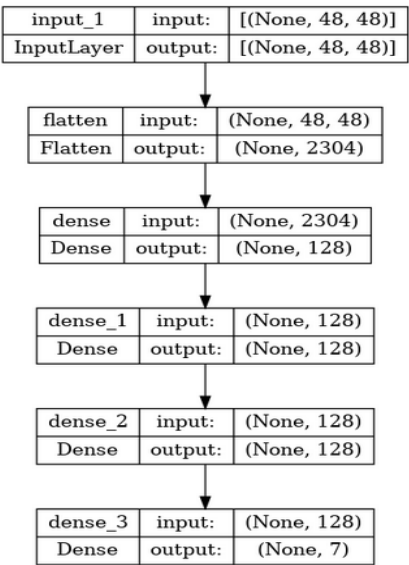 input_1 input: [(None, 48, 48)]
InputLayer output: [(None, 48, 48)]
flatten input: (None, 48, 48)
Flatten output: (None, 2304)
dense input: (None, 2304)
Dense output: (None, 128)
dense_1 input: (None, 128)
Dense output: (None, 128)
dense_2 input: (None, 128)
Dense output: (None, 128)
dense_3 input: (None, 128)
Dense output: (None, 7)